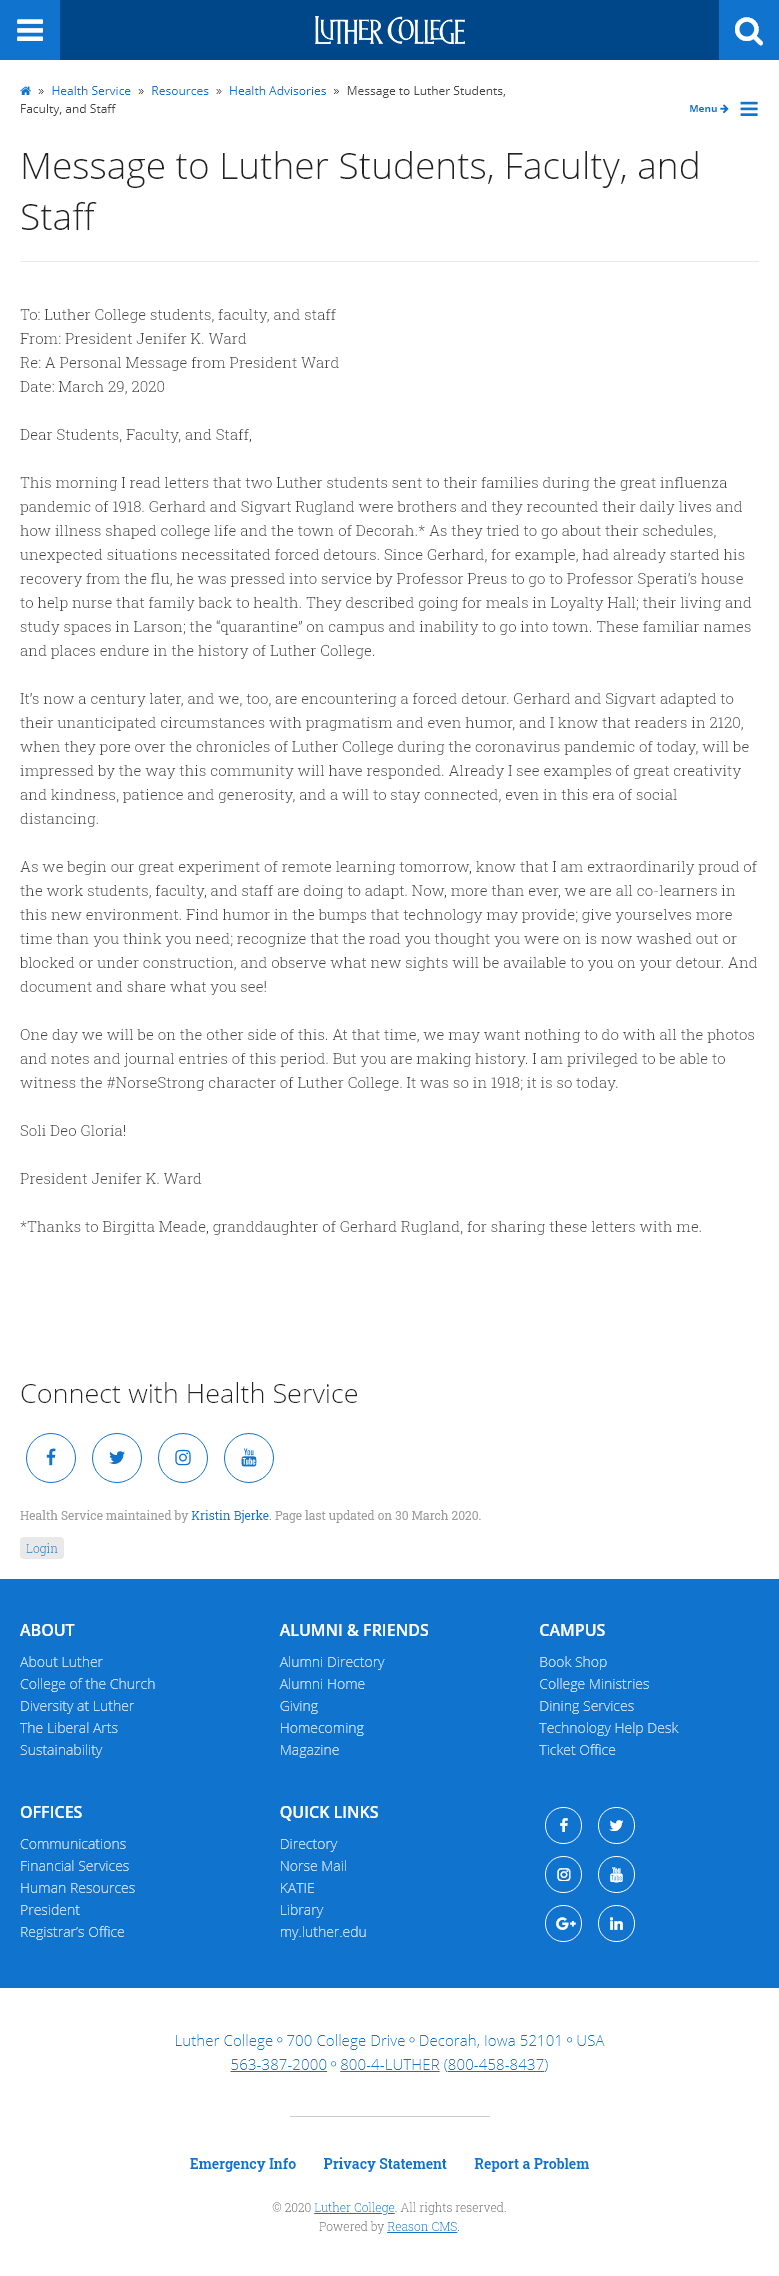 LUTHER COLLEGE
» Health Service » Resources » Health Advisories » Message to Luther Students,
Faculty, and Staff
Menu
Message to Luther Students, Faculty, and
Staff
To: Luther College students, faculty, and staff
From: President Jenifer K. Ward
Re: A Personal Message from President Ward
Date: March 29, 2020
Dear Students, Faculty, and Staff,
This morning I read letters that two Luther students sent to their families during the great influenza
pandemic of 1918. Gerhard and Sigvart Rugland were brothers and they recounted their daily lives and
how illness shaped college life and the town of Decorah.* As they tried to go about their schedules,
unexpected situations necessitated forced detours. Since Gerhard, for example, had already started his
recovery from the flu, he was pressed into service by Professor Preus to go to Professor Sperati’s house
to help nurse that family back to health. They described going for meals in Loyalty Hall; their living and
study spaces in Larson; the “quarantine” on campus and inability to go into town. These familiar names
and places endure in the history of Luther College.
It’s now a century later, and we, too, are encountering a forced detour. Gerhard and Sigvart adapted to
their unanticipated circumstances with pragmatism and even humor, and I know that readers in 2120,
when they pore over the chronicles of Luther College during the coronavirus pandemic of today, will be
impressed by the way this community will have responded. Already I see examples of great creativity
and kindness, patience and generosity, and a will to stay connected, even in this era of social
distancing.
As we begin our great experiment of remote learning tomorrow, know that I am extraordinarily proud of
the work students, faculty, and staff are doing to adapt. Now, more than ever, we are all co-learners in
this new environment. Find humor in the bumps that technology may provide; give yourselves more
time than you think you need; recognize that the road you thought you were on is now washed out or
blocked or under construction, and observe what new sights will be available to you on your detour. And
document and share what you see!
One day we will be on the other side of this. At that time, we may want nothing to do with all the photos
and notes and journal entries of this period. But you are making history. I am privileged to be able to
witness the #NorseStrong character of Luther College. It was so in 1918; it is so today.
Soli Deo Gloria!
President Jenifer K. Ward
*Thanks to Birgitta Meade, granddaughter of Gerhard Rugland, for sharing these letters with me.
Connect with Health Service
You
Tube
Health Service maintained by Kristin Bjerke. Page last updated on 30 March 2020.
Login
ABOUT
About Luther
College of the Church
Diversity at Luther
The Liberal Arts
Sustainability
ALUMNI & FRIENDS
Alumni Directory
Alumni Home
Giving
Homecoming
Magazine
CAMPUS
Book Shop
College Ministries
Dining Services
Technology Help Desk
Ticket Office
OFFICES
Communications
Financial Services
Human Resources
President
Registrar’s Office
QUICK LINKS
Directory
Norse Mail
KATIE
Library
my.luther.edu
You
Tube
G+
in
Luther College º 700 College Drive º Decorah, Iowa 52101 º USA
563-387-2000 º 800-4-LUTHER (800-458-8437)
Emergency Info Privacy Statement Report a Problem
© 2020 Luther College. All rights reserved.
Powered by Reason CMS.